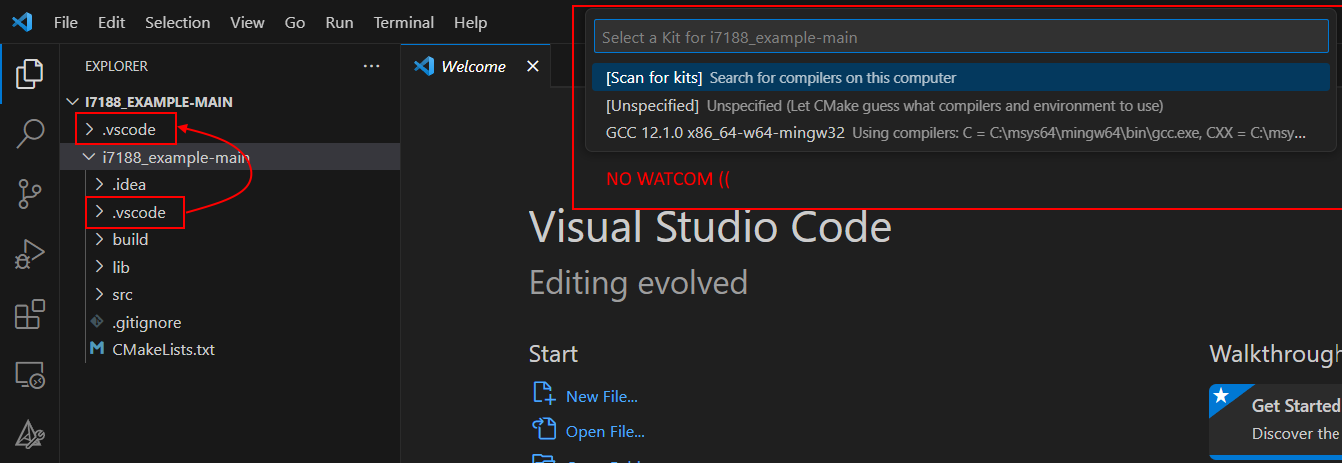 File Edit Selection View Go Run Terminal Help
Select a Kit for i7188_example-main
[Scan for kits] Search for compilers on this computer
[Unspecified] Unspecified (Let CMake guess what compilers and environment to use)
GCC 12.1.0 x86_64-w64-mingw32 Using compilers: C = C:\msys64\mingw64\bin\gcc.exe, CXX = C:\msy...
NO WATCOM ((
EXPLORER ...
I7188_EXAMPLE-MAIN
.vscode
i7188_example-main
.idea
.vscode
build
lib
src
.gitignore
CMakeLists.txt
Welcome
Visual Studio Code
Editing evolved
Start
New File...
Open File...
Walkthrough
Get Started
Discover the